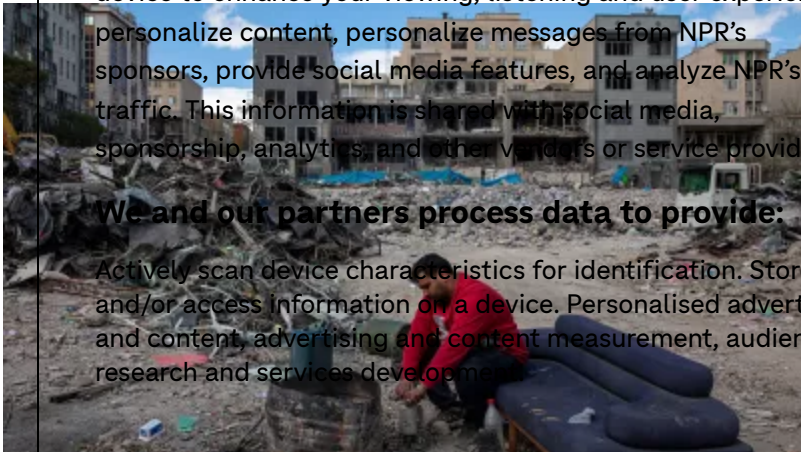 personalize content, personalize messages from NPR's
sponsors, provide social media features, and analyze NPR's
traffic. This information is shared with social media,
sponsorship, analytics, and other vendors or service provid
We and our partners process data to provide:
Actively scan device characteristics for identification. Stor
and/or access information on a device. Personalised advert
and content, advertising and content measurement, audien
research and services development.